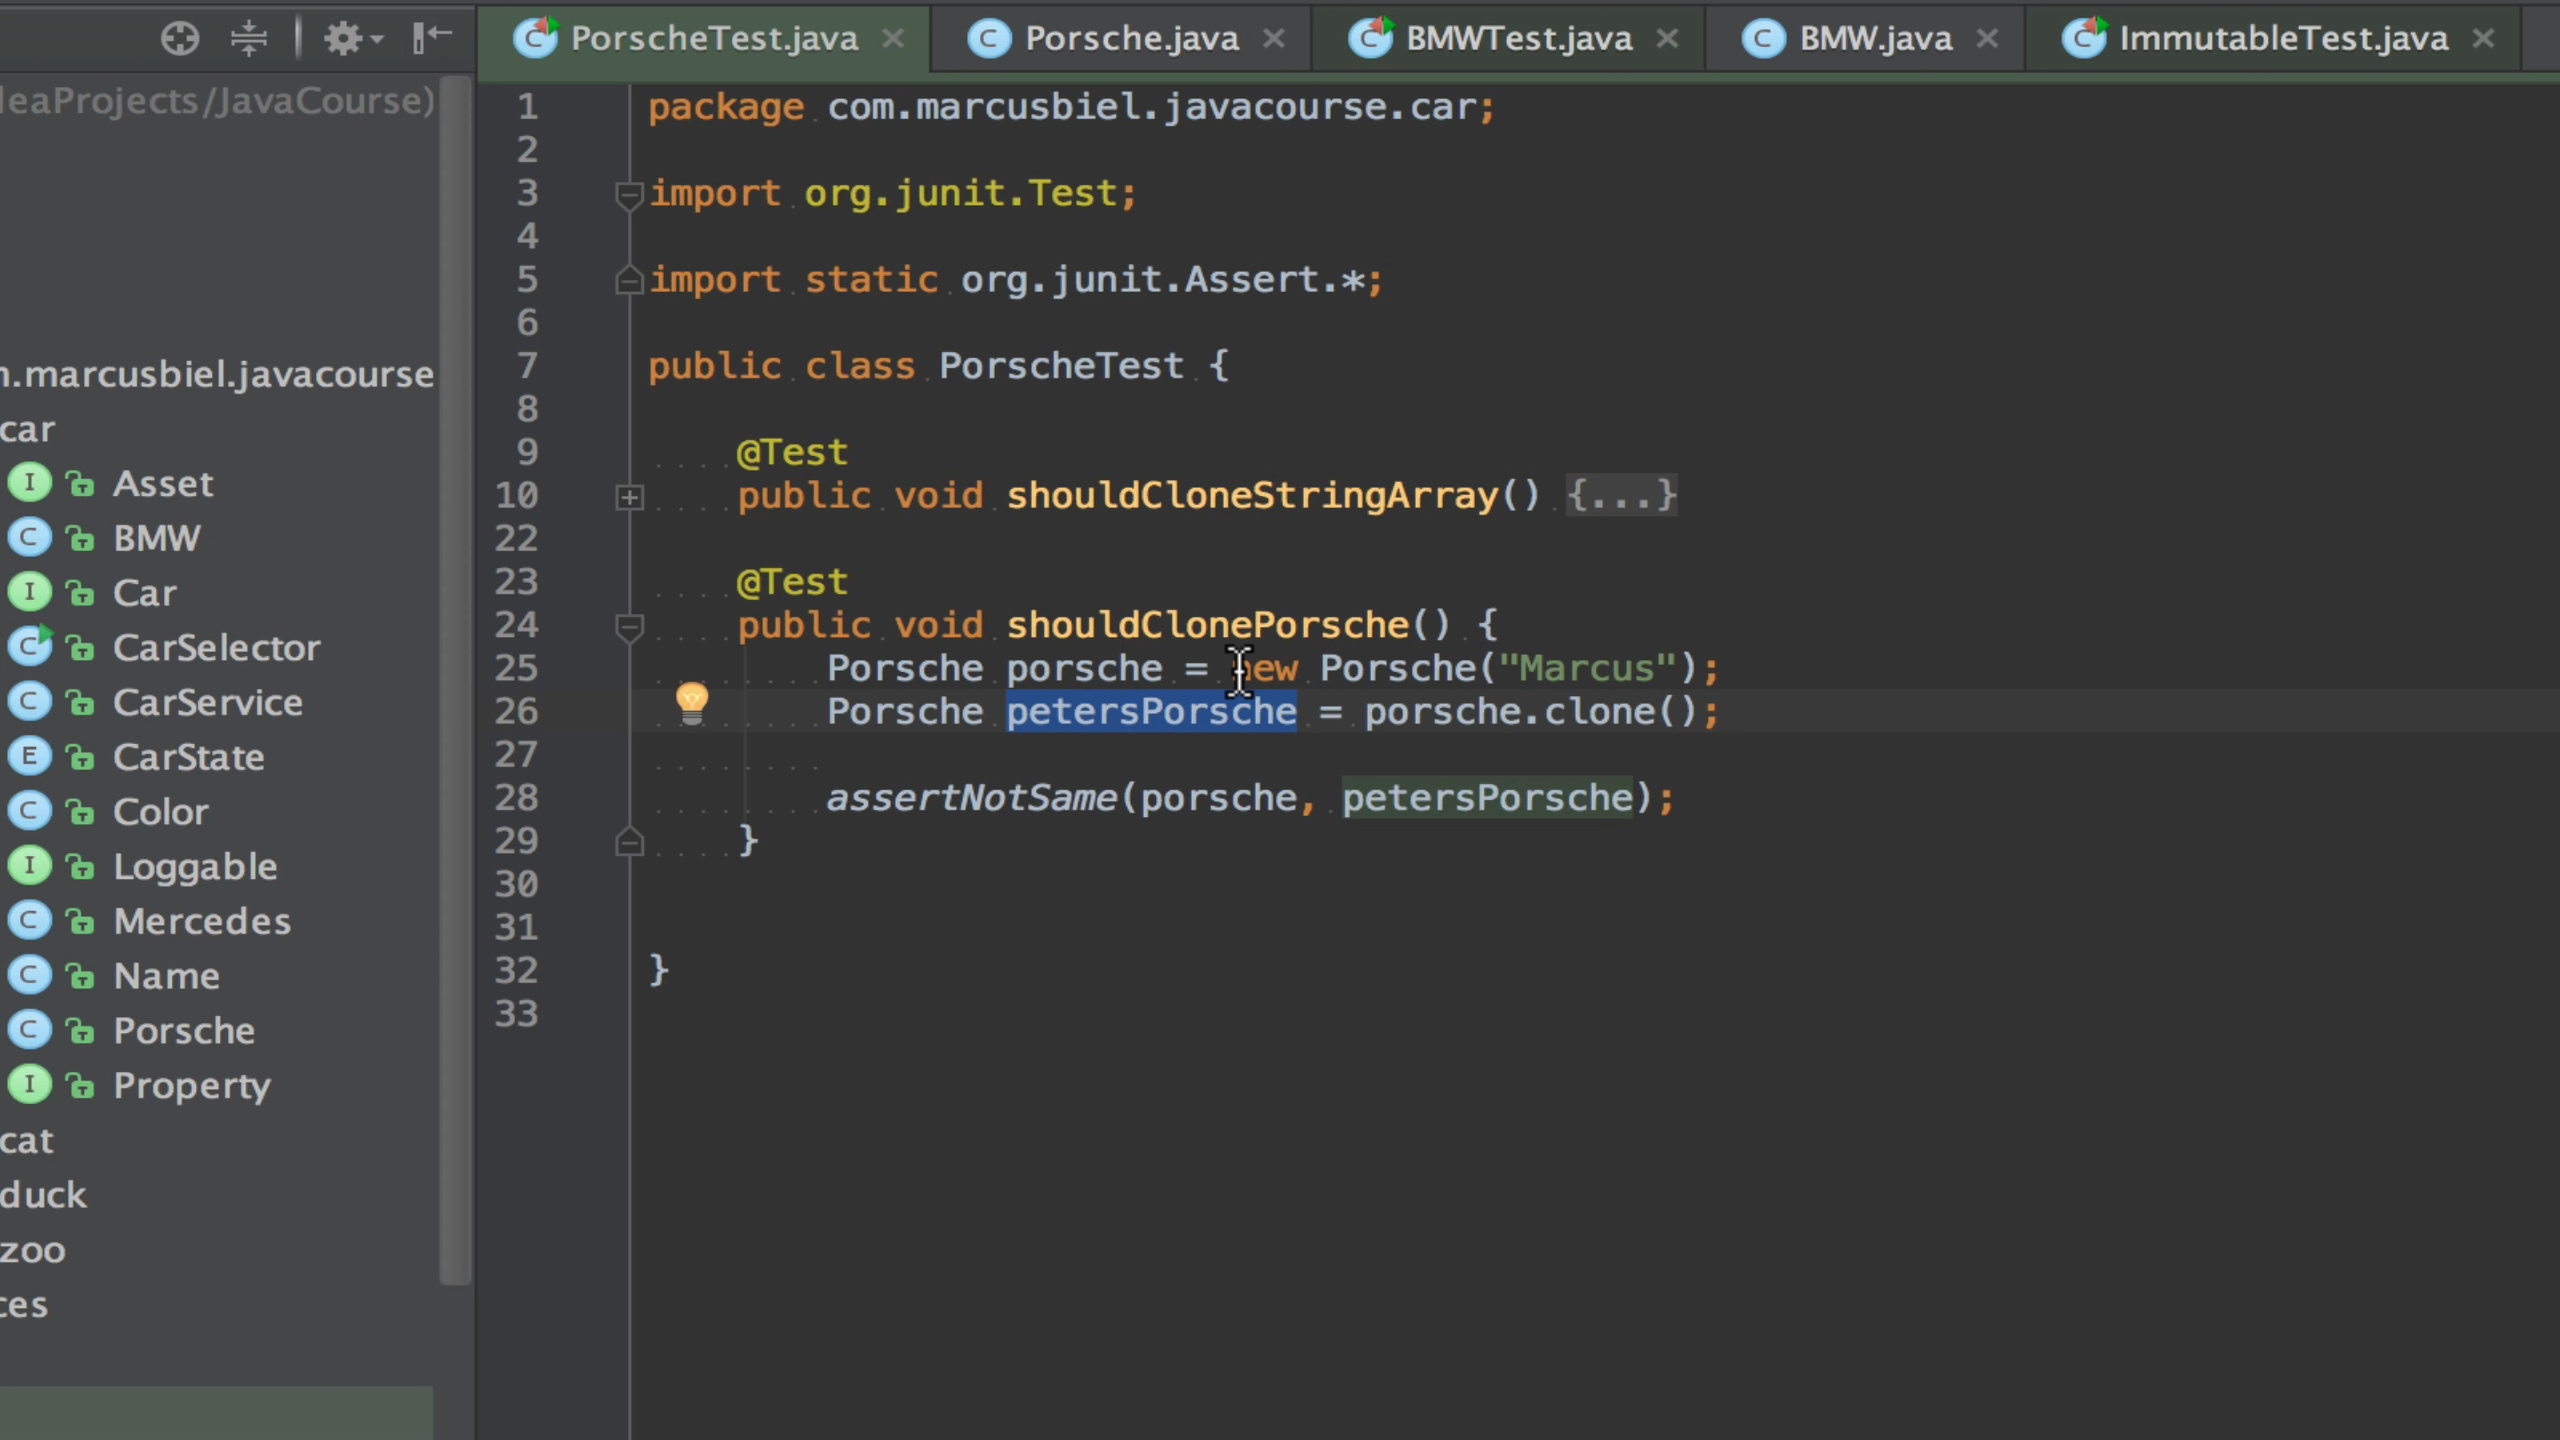 PorscheTest.java
Porsche.java
BMWTest.java
BMW.java
ImmutableTest.java
leaProjects/JavaCourse)
n.marcusbiel.javacourse
car
I Asset
C BMW
I Car
C CarSelector
C CarService
E CarState
C Color
I Loggable
C Mercedes
C Name
C Porsche
I Property
cat
duck
zoo
ces
1 package com.marcusbiel.javacourse.car;
2
3 import org.junit.Test;
4
5 import static org.junit.Assert.*;
6
7 public class PorscheTest {
8
9 @Test
10 public void shouldCloneStringArray() {...}
22
23 @Test
24 public void shouldClonePorsche() {
25 Porsche porsche = new Porsche("Marcus");
26 Porsche petersPorsche = porsche.clone();
27
28 assertNotSame(porsche, petersPorsche);
29 }
30
31
32 }
33